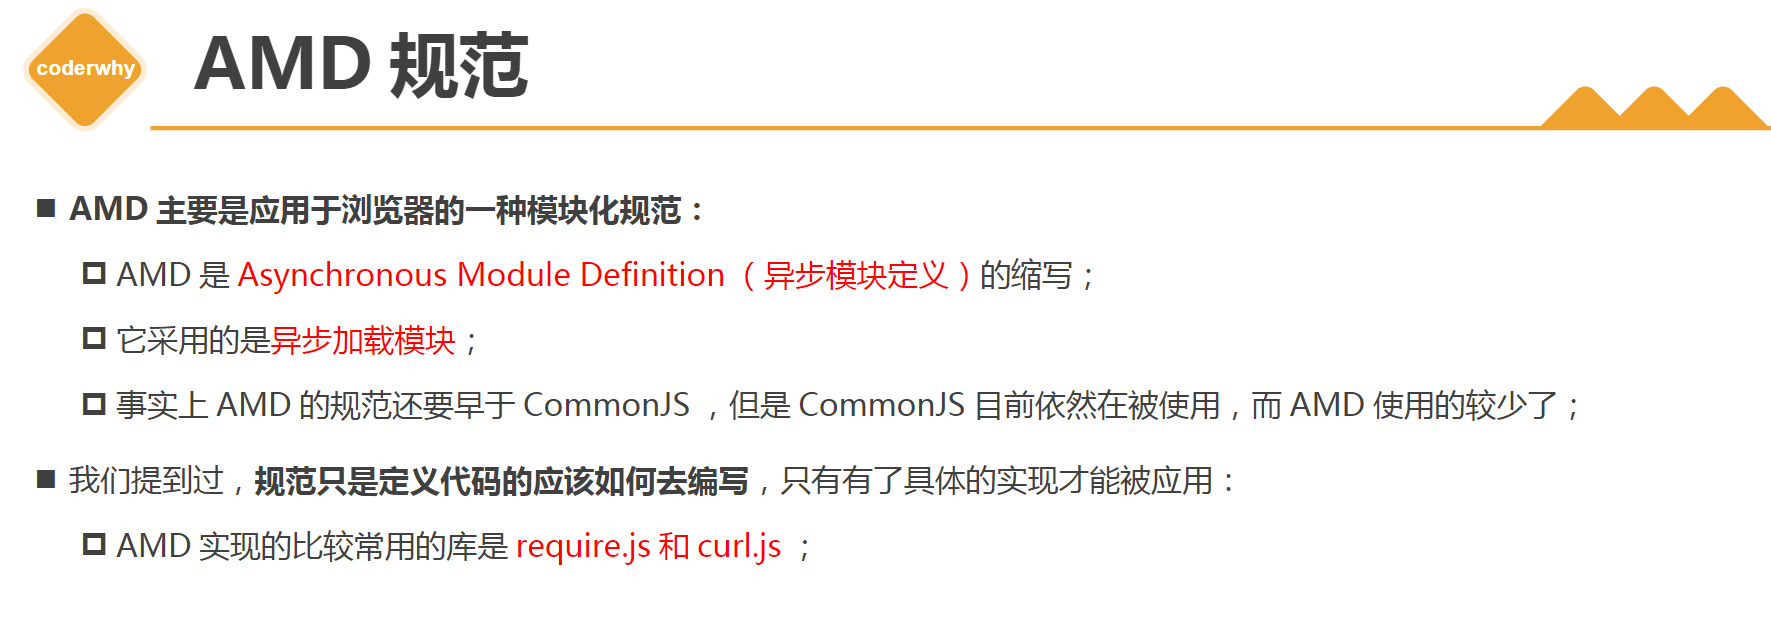 coderwhy
AMD 规范
AMD 主要是应用于浏览器的一种模块化规范：
AMD 是 Asynchronous Module Definition（异步模块定义）的缩写；
它采用的是异步加载模块；
事实上 AMD 的规范还要早于 CommonJS ，但是 CommonJS 目前依然在被使用，而 AMD 使用的较少了；
我们提到过，规范只是定义代码的应该如何去编写，只有有了具体的实现才能被应用：
AMD 实现的比较常用的库是 require.js 和 curl.js ；